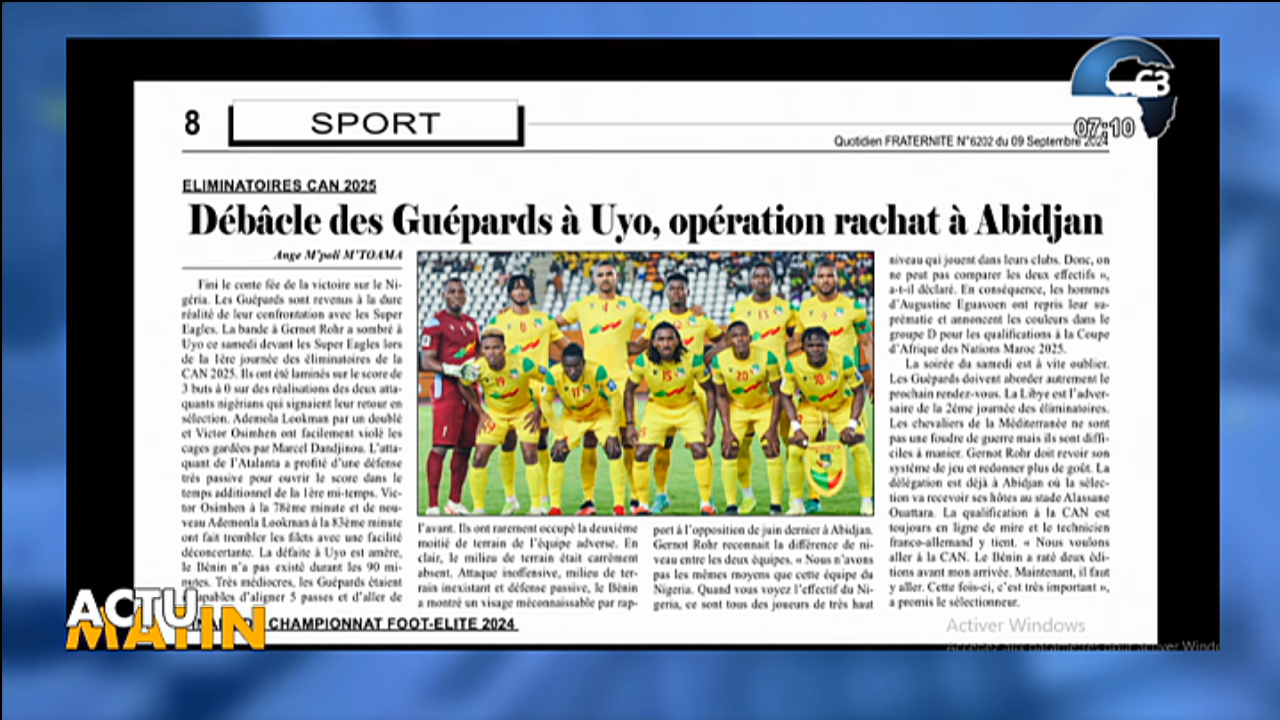 C3
07:10
8
SPORT
Quotidien FRATERNITE N°6202 du 09 Septembre 2024
ELIMINATOIRES CAN 2025
Débâcle des Guépards à Uyo, opération rachat à Abidjan
Ange M'poli M'TOAMA
Fini le conte fée de la victoire sur le Ni-
géria. Les Guépards sont revenus à la dure
réalité de leur confrontation avec les Super
Eagles. La bande à Gernot Rohr a sombré à
Uyo ce samedi devant les Super Eagles lors
de la 1ère journée des éliminatoires de la
CAN 2025. Ils ont été laminés sur le score de
3 buts à 0 sur des réalisations des deux atta-
quants nigérians qui signaient leur retour en
sélection. Ademola Lookman par un doublé
et Victor Osimhen ont facilement violé les
cages gardées par Marcel Dandjinou. L'atta-
quant de l'Atalanta a profité d'une défense
très passive pour ouvrir le score dans le
temps additionnel de la 1ère mi-temps. Vic-
tor Osimhen à la 78ème minute et de nou-
veau Ademonla Lookman à la 83ème minute
ont fait trembler les filets avec une facilité
déconcertante. La défaite à Uyo est amère,
le Bénin n'a pas existé durant les 90 mi-
nutes. Très médiocres, les Guépards étaient
capables d'aligner 5 passes et d'aller de
l'avant. Ils ont rarement occupé la deuxième
moitié de terrain de l'équipe adverse. En
clair, le milieu de terrain était carrément
absent. Attaque inoffensive, milieu de ter-
rain inexistant et défense passive, le Bénin
a montré un visage méconnaissable par rap-
port à l'opposition de juin dernier à Abidjan.
Gernot Rohr reconnait la différence de ni-
veau entre les deux équipes. « Nous n'avons
pas les mêmes moyens que cette équipe du
Nigeria. Quand vous voyez l'effectif du Ni-
geria, ce sont tous des joueurs de très haut
niveau qui jouent dans leurs clubs. Donc, on
ne peut pas comparer les deux effectifs »,
a-t-il déclaré. En conséquence, les hommes
d'Augustine Eguavoen ont repris leur su-
prématie et annoncent les couleurs dans le
groupe D pour les qualifications à la Coupe
d'Afrique des Nations Maroc 2025.
La soirée du samedi est à vite oublier.
Les Guépards doivent aborder autrement le
prochain rendez-vous. La Libye est l'adver-
saire de la 2ème journée des éliminatoires.
Les chevaliers de la Méditerranée ne sont
pas une foudre de guerre mais ils sont diffi-
ciles à manier. Gernot Rohr doit revoir son
système de jeu et redonner plus de goût. La
délégation est déjà à Abidjan où la sélec-
tion va recevoir ses hôtes au stade Alassane
Ouattara. La qualification à la CAN est
toujours en ligne de mire et le technicien
franco-allemand y tient. « Nous voulons
aller à la CAN. Le Bénin a raté deux édi-
tions avant mon arrivée. Maintenant, il faut
y aller. Cette fois-ci, c'est très important »,
a promis le sélectionneur.
CHAMPIONNAT FOOT-ELITE 2024
ACTU
MATIN
Activer Windows